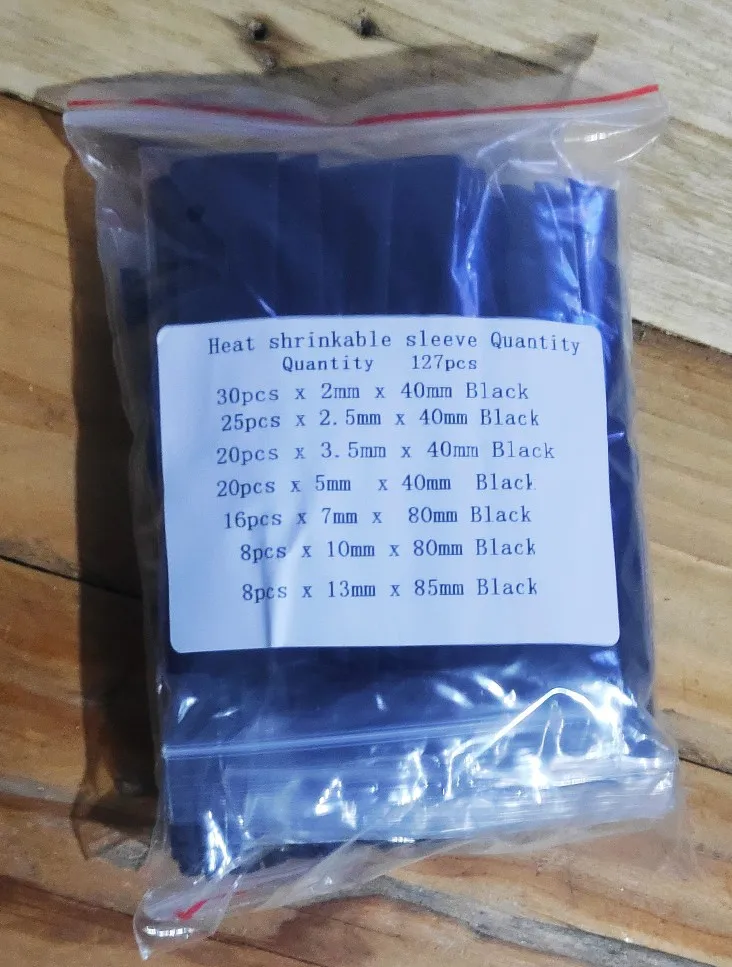 Heat shrinkable sleeve Quantity
Quantity 127pcs
30pcs x 2mm x 40mm Black
25pcs x 2.5mm x 40mm Black
20pcs x 3.5mm x 40mm Black
20pcs x 5mm x 40mm Black
16pcs x 7mm x 80mm Black
8pcs x 10mm x 80mm Black
8pcs x 13mm x 85mm Black